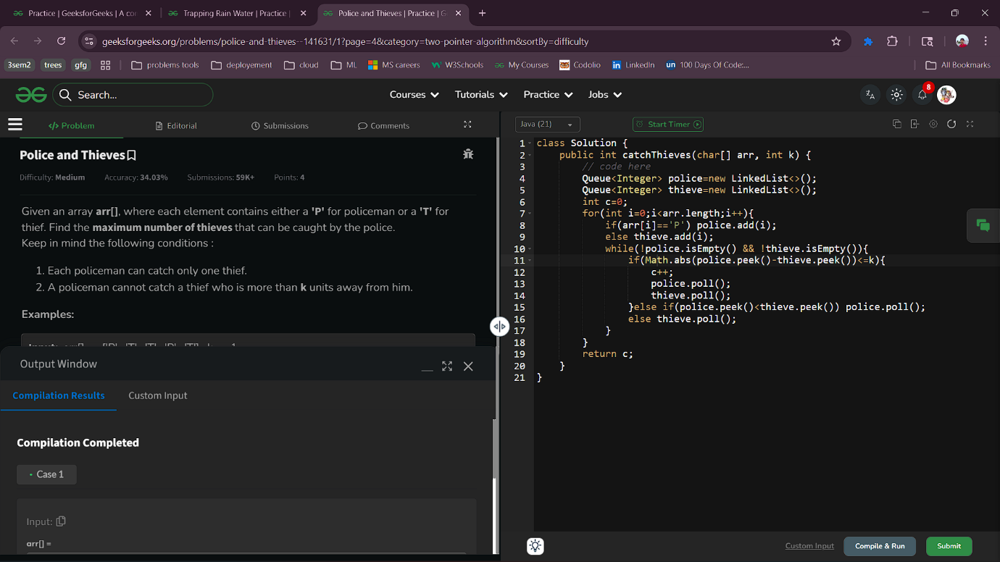 Practice | GeeksforGeeks | A co
Trapping Rain Water | Practice |
Police and Thieves | Practice | G
geeksforgeeks.org/problems/police-and-thieves--141631/1?page=4&category=two-pointer-algorithm&sortBy=difficulty
3sem2 trees gfg problems tools deployement cloud ML MS careers W3Schools My Courses Codolio LinkedIn 100 Days Of Code:... All Bookmarks
Search...
Courses Tutorials Practice Jobs
8
</> Problem Editorial Submissions Comments
Police and Thieves
Difficulty: Medium Accuracy: 34.03% Submissions: 59K+ Points: 4
Given an array arr[], where each element contains either a 'P' for policeman or a 'T' for
thief. Find the maximum number of thieves that can be caught by the police.
Keep in mind the following conditions :
1. Each policeman can catch only one thief.
2. A policeman cannot catch a thief who is more than k units away from him.
Examples:
Output Window
Compilation Results Custom Input
Compilation Completed
Case 1
Input:
arr[] =
Java (21) Start Timer
1 class Solution {
2 public int catchThieves(char[] arr, int k) {
3 // code here
4 Queue<Integer> police=new LinkedList<>();
5 Queue<Integer> thieve=new LinkedList<>();
6 int c=0;
7 for(int i=0;i<arr.length;i++){
8 if(arr[i]=='P') police.add(i);
9 else thieve.add(i);
10 while(!police.isEmpty() && !thieve.isEmpty()){
11 if(Math.abs(police.peek()-thieve.peek())<=k){
12 c++;
13 police.poll();
14 thieve.poll();
15 }else if(police.peek()<thieve.peek()) police.poll();
16 else thieve.poll();
17 }
18 }
19 return c;
20 }
21 }
Custom Input Compile & Run Submit